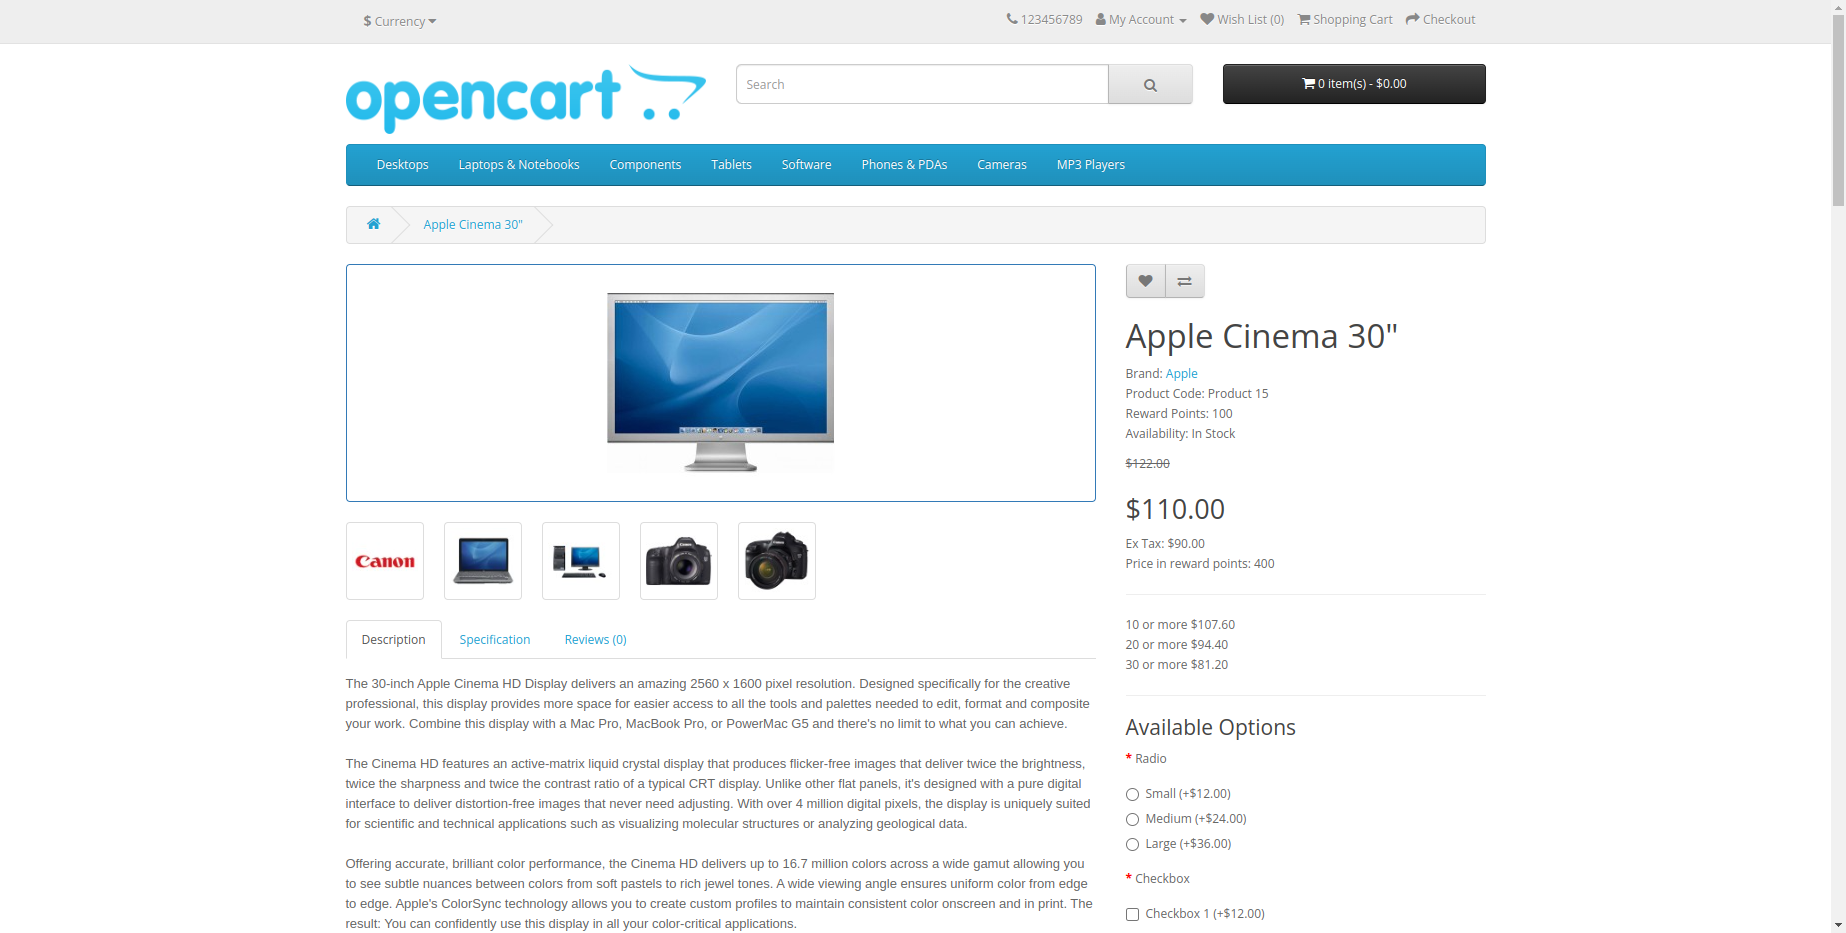 $ Currency
123456789 My Account Wish List (0) Shopping Cart Checkout
opencart
Search
0 item(s) - $0.00
Desktops Laptops & Notebooks Components Tablets Software Phones & PDAs Cameras MP3 Players
Apple Cinema 30"
Canon
Description Specification Reviews (0)
The 30-inch Apple Cinema HD Display delivers an amazing 2560 x 1600 pixel resolution. Designed specifically for the creative
professional, this display provides more space for easier access to all the tools and palettes needed to edit, format and composite
your work. Combine this display with a Mac Pro, MacBook Pro, or PowerMac G5 and there's no limit to what you can achieve.
The Cinema HD features an active-matrix liquid crystal display that produces flicker-free images that deliver twice the brightness,
twice the sharpness and twice the contrast ratio of a typical CRT display. Unlike other flat panels, it's designed with a pure digital
interface to deliver distortion-free images that never need adjusting. With over 4 million digital pixels, the display is uniquely suited
for scientific and technical applications such as visualizing molecular structures or analyzing geological data.
Offering accurate, brilliant color performance, the Cinema HD delivers up to 16.7 million colors across a wide gamut allowing you
to see subtle nuances between colors from soft pastels to rich jewel tones. A wide viewing angle ensures uniform color from edge
to edge. Apple's ColorSync technology allows you to create custom profiles to maintain consistent color onscreen and in print. The
result: You can confidently use this display in all your color-critical applications.
Apple Cinema 30"
Brand: Apple
Product Code: Product 15
Reward Points: 100
Availability: In Stock
$122.00
$110.00
Ex Tax: $90.00
Price in reward points: 400
10 or more $107.60
20 or more $94.40
30 or more $81.20
Available Options
* Radio
Small (+$12.00)
Medium (+$24.00)
Large (+$36.00)
* Checkbox
Checkbox 1 (+$12.00)